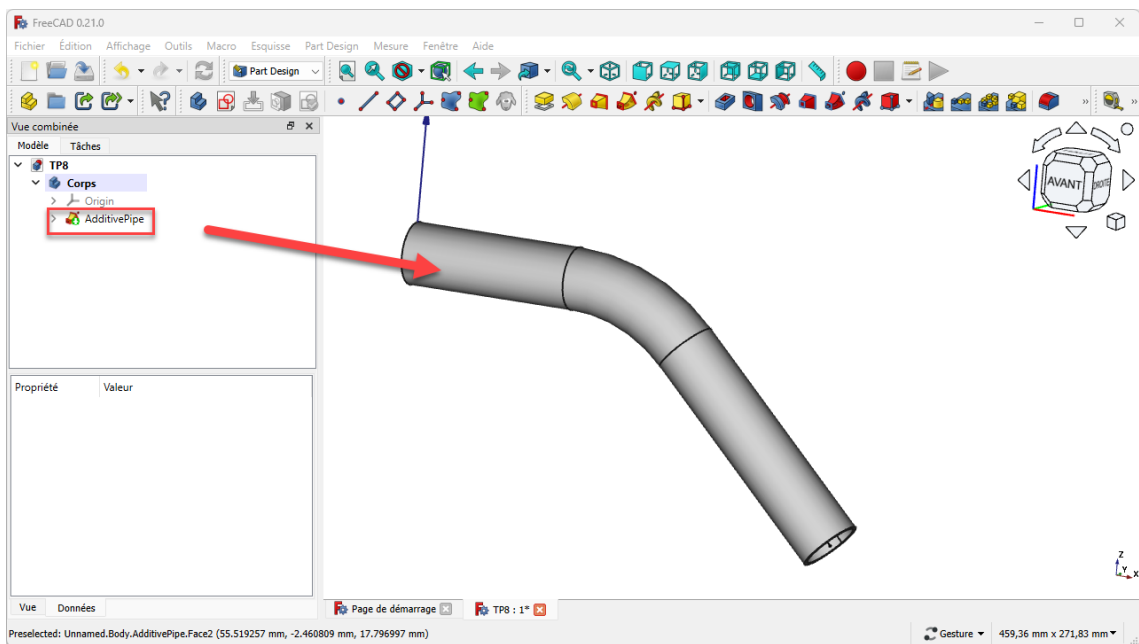 FreeCAD 0.21.0
Fichier Édition Affichage Outils Macro Esquisse Part Design Mesure Fenêtre Aide
Part Design
Vue combinée
Modèle Tâches
TP8
Corps
Origin
AdditivePipe
AVANT DROITE
Propriété Valeur
Z
Y
X
Vue Données
Page de démarrage TP8 : 1*
Preselected: Unnamed.Body.AdditivePipe.Face2 (55.519257 mm, -2.460809 mm, 17.796997 mm) Gesture 459,36 mm x 271,83 mm